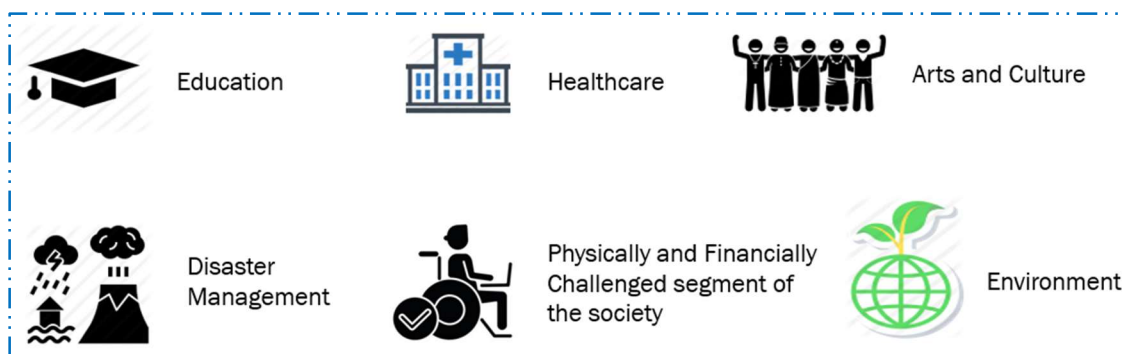 Education
Healthcare
Arts and Culture
Disaster
Management
Physically and Financially
Challenged segment of
the society
Environment